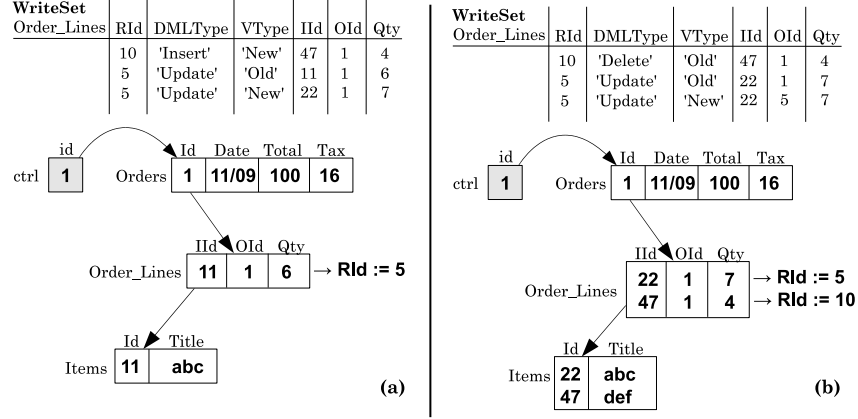 WriteSet
Order_Lines RId DMLType VType IId OId Qty
10 'Insert' 'New' 47 1 4
5 'Update' 'Old' 11 1 6
5 'Update' 'New' 22 1 7
id
ctrl 1
Id Date Total Tax
Orders 1 11/09 100 16
IId OId Qty
Order_Lines 11 1 6 → RId := 5
Id Title
Items 11 abc
(a)
WriteSet
Order_Lines RId DMLType VType IId OId Qty
10 'Delete' 'Old' 47 1 4
5 'Update' 'Old' 22 1 7
5 'Update' 'New' 22 5 7
id
ctrl 1
Id Date Total Tax
Orders 1 11/09 100 16
IId OId Qty
Order_Lines
22 1 7 → RId := 5
47 1 4 → RId := 10
Id Title
Items
22 abc
47 def
(b)